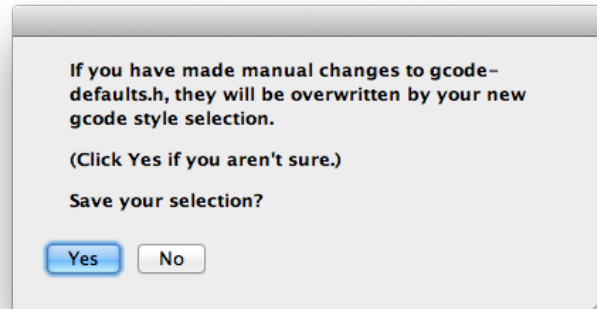 If you have made manual changes to gcode-
defaults.h, they will be overwritten by your new
gcode style selection.
(Click Yes if you aren't sure.)
Save your selection?
Yes
No